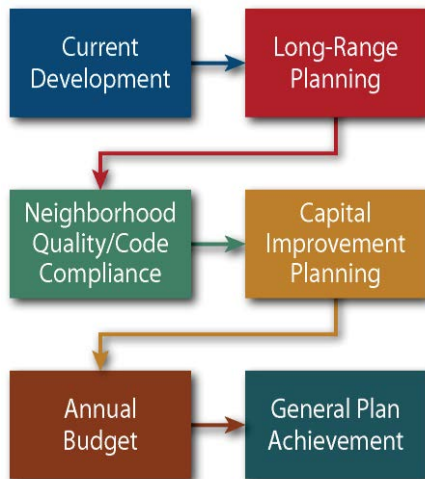 Current
Development
Long-Range
Planning
Neighborhood
Quality/Code
Compliance
Capital
Improvement
Planning
Annual
Budget
General Plan
Achievement